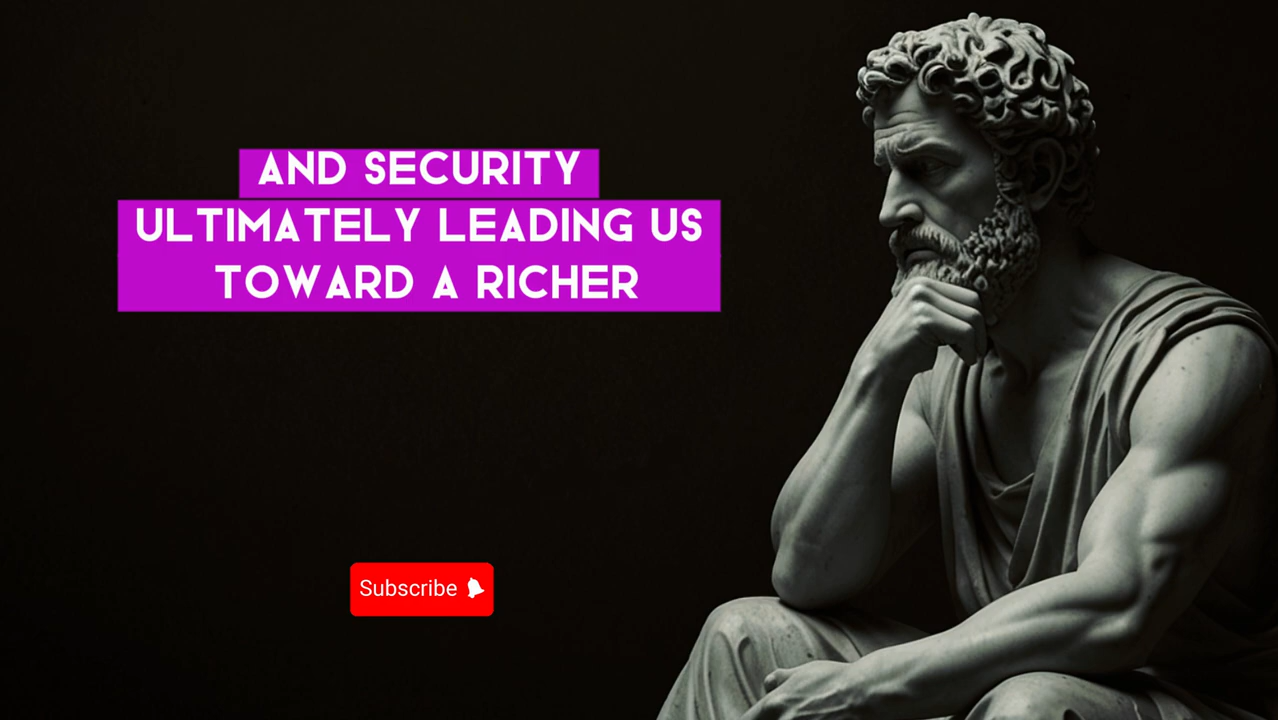 AND SECURITY
ULTIMATELY LEADING US
TOWARD A RICHER
Subscribe